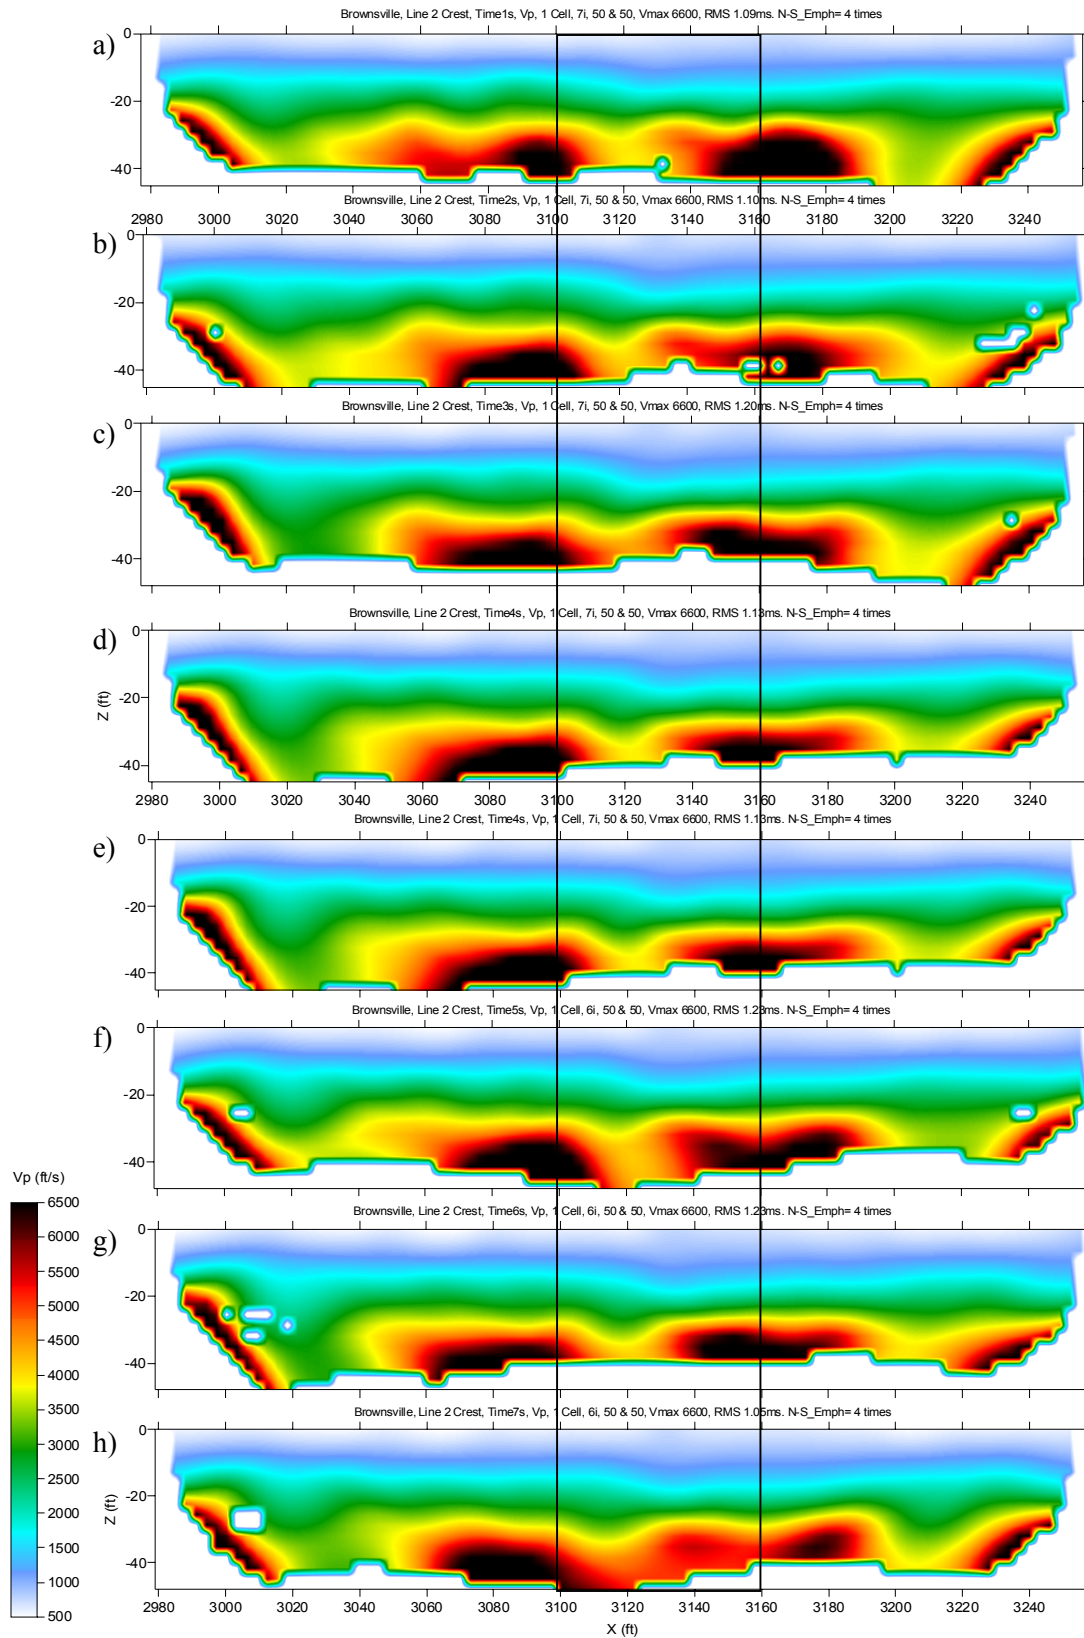 Brownsville, Line 2 Crest, Time1s, Vp, 1 Cell, 7i, 50 & 50, Vmax 6600, RMS 1.09ms. N-S_Emph= 4 times
a)
0
-20
-40
2980 3000 3020 3040 3060 3080 3100 3120 3140 3160 3180 3200 3220 3240
Brownsville, Line 2 Crest, Time2s, Vp, 1 Cell, 7i, 50 & 50, Vmax 6600, RMS 1.10ms. N-S_Emph= 4 times
b)
0
-20
-40
Brownsville, Line 2 Crest, Time3s, Vp, 1 Cell, 7i, 50 & 50, Vmax 6600, RMS 1.20ms. N-S_Emph= 4 times
c)
0
-20
-40
Brownsville, Line 2 Crest, Time4s, Vp, 1 Cell, 7i, 50 & 50, Vmax 6600, RMS 1.13ms. N-S_Emph= 4 times
d)
0
-20
Z (ft)
-40
2980 3000 3020 3040 3060 3080 3100 3120 3140 3160 3180 3200 3220 3240
Brownsville, Line 2 Crest, Time4s, Vp, 1 Cell, 7i, 50 & 50, Vmax 6600, RMS 1.13ms. N-S_Emph= 4 times
e)
0
-20
-40
Brownsville, Line 2 Crest, Time5s, Vp, 1 Cell, 6i, 50 & 50, Vmax 6600, RMS 1.23ms. N-S_Emph= 4 times
f)
0
-20
-40
Vp (ft/s)
6500
6000
5500
5000
4500
4000
3500
3000
2500
2000
1500
1000
500
Brownsville, Line 2 Crest, Time6s, Vp, 1 Cell, 6i, 50 & 50, Vmax 6600, RMS 1.23ms. N-S_Emph= 4 times
g)
0
-20
-40
Brownsville, Line 2 Crest, Time7s, Vp, 1 Cell, 6i, 50 & 50, Vmax 6600, RMS 1.05ms. N-S_Emph= 4 times
h)
0
-20
Z (ft)
-40
2980 3000 3020 3040 3060 3080 3100 3120 3140 3160 3180 3200 3220 3240
X (ft)